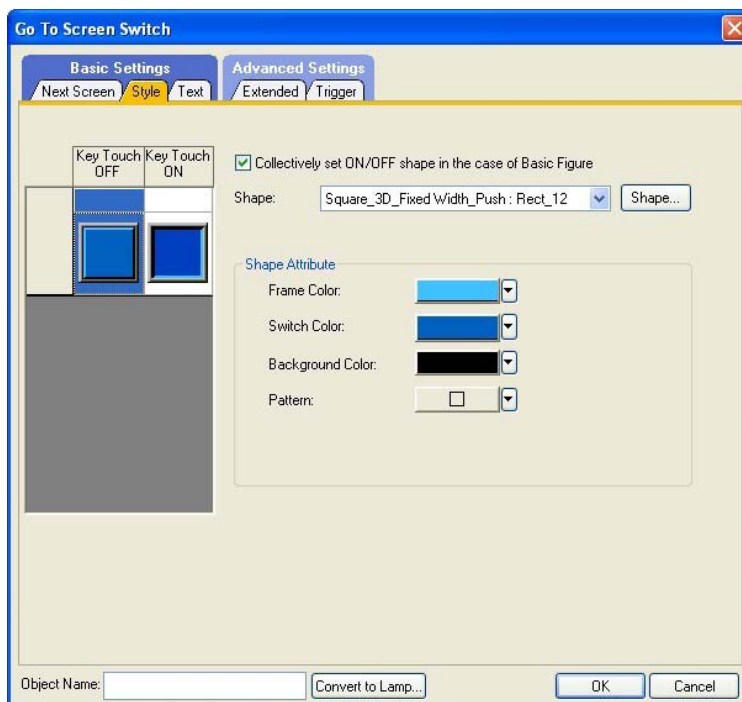 Go To Screen Switch
Basic Settings
Advanced Settings
Next Screen
Style
Text
Extended
Trigger
Key Touch OFF
Key Touch ON
Collectively set ON/OFF shape in the case of Basic Figure
Shape:
Square_3D_Fixed Width_Push : Rect_12
Shape...
Shape Attribute
Frame Color:
Switch Color:
Background Color:
Pattern:
Object Name:
Convert to Lamp...
OK
Cancel